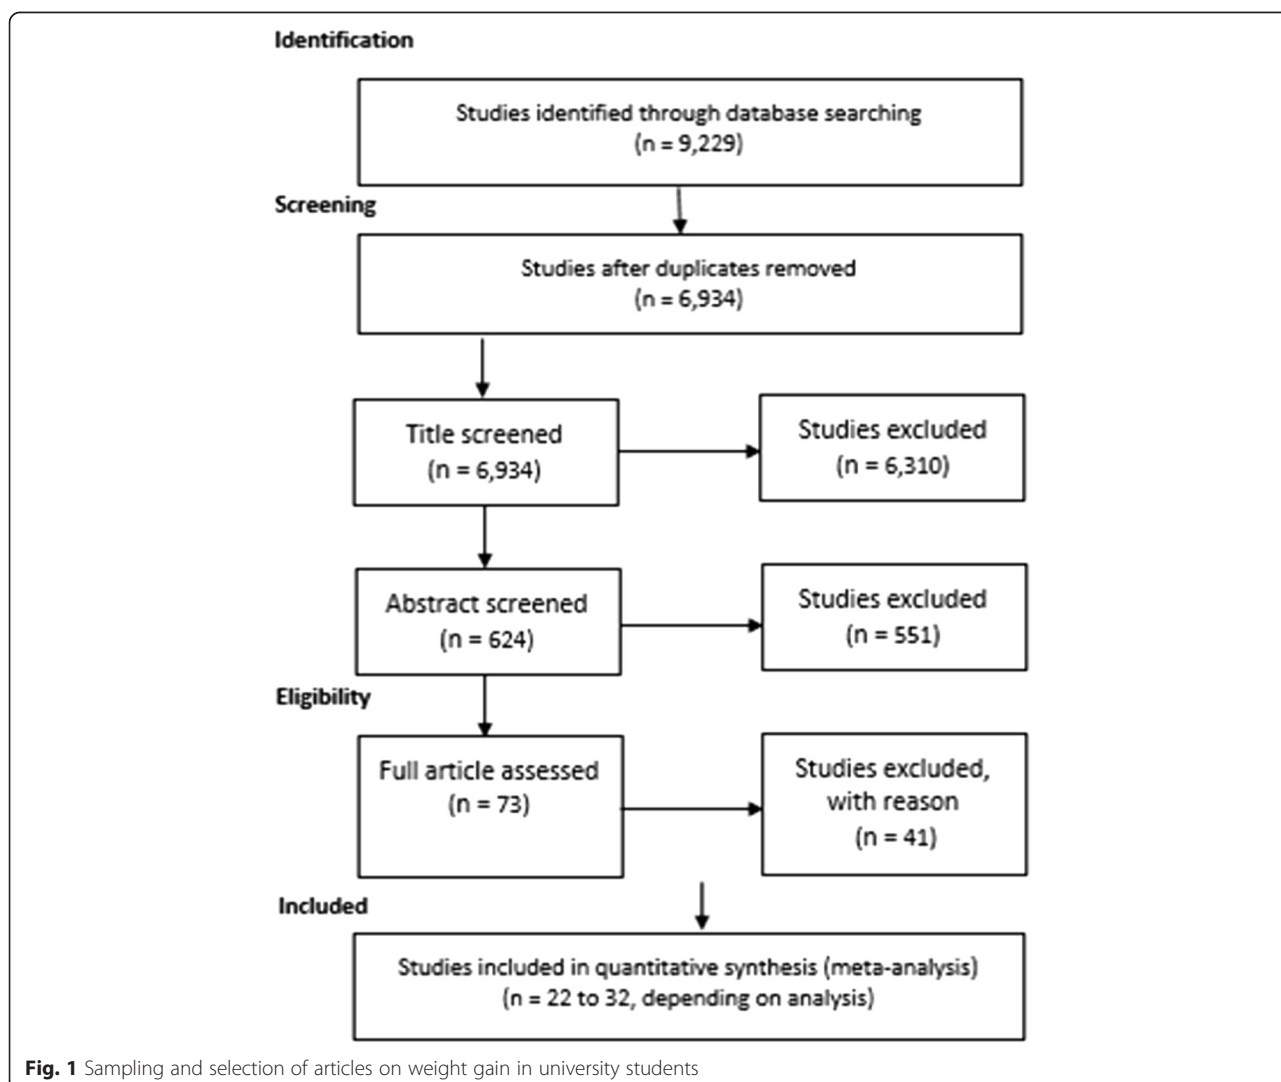 Identification
Studies identified through database searching
(n = 9,229)
Screening
Studies after duplicates removed
(n = 6,934)
Title screened
(n = 6,934)
Studies excluded
(n = 6,310)
Abstract screened
(n = 624)
Studies excluded
(n = 551)
Eligibility
Full article assessed
(n = 73)
Studies excluded,
with reason
(n = 41)
Included
Studies included in quantitative synthesis (meta-analysis)
(n = 22 to 32, depending on analysis)
Fig. 1 Sampling and selection of articles on weight gain in university students